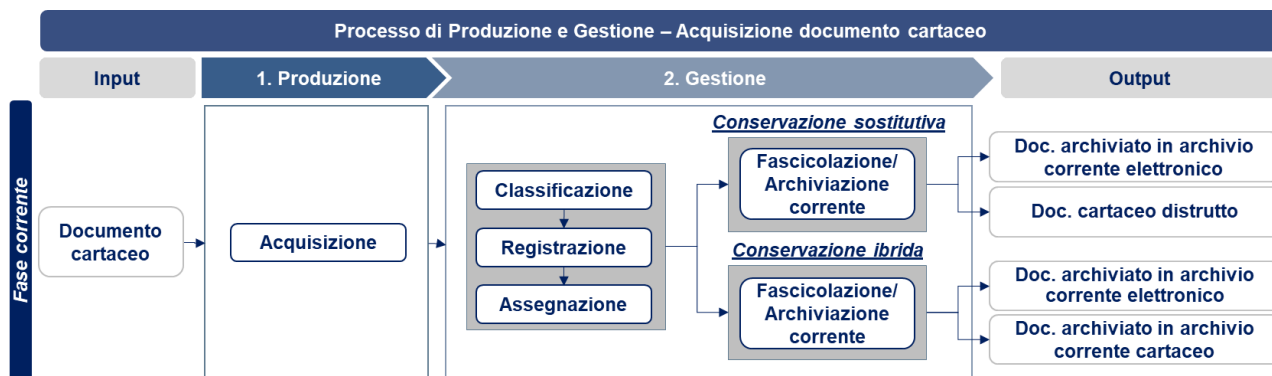 Processo di Produzione e Gestione – Acquisizione documento cartaceo
Input
1. Produzione
2. Gestione
Output
Fase corrente
Documento
cartaceo
Acquisizione
Classificazione
Registrazione
Assegnazione
Conservazione sostitutiva
Fascicolazione/
Archiviazione
corrente
Conservazione ibrida
Fascicolazione/
Archiviazione
corrente
Doc. archiviato in archivio
corrente elettronico
Doc. cartaceo distrutto
Doc. archiviato in archivio
corrente elettronico
Doc. archiviato in archivio
corrente cartaceo